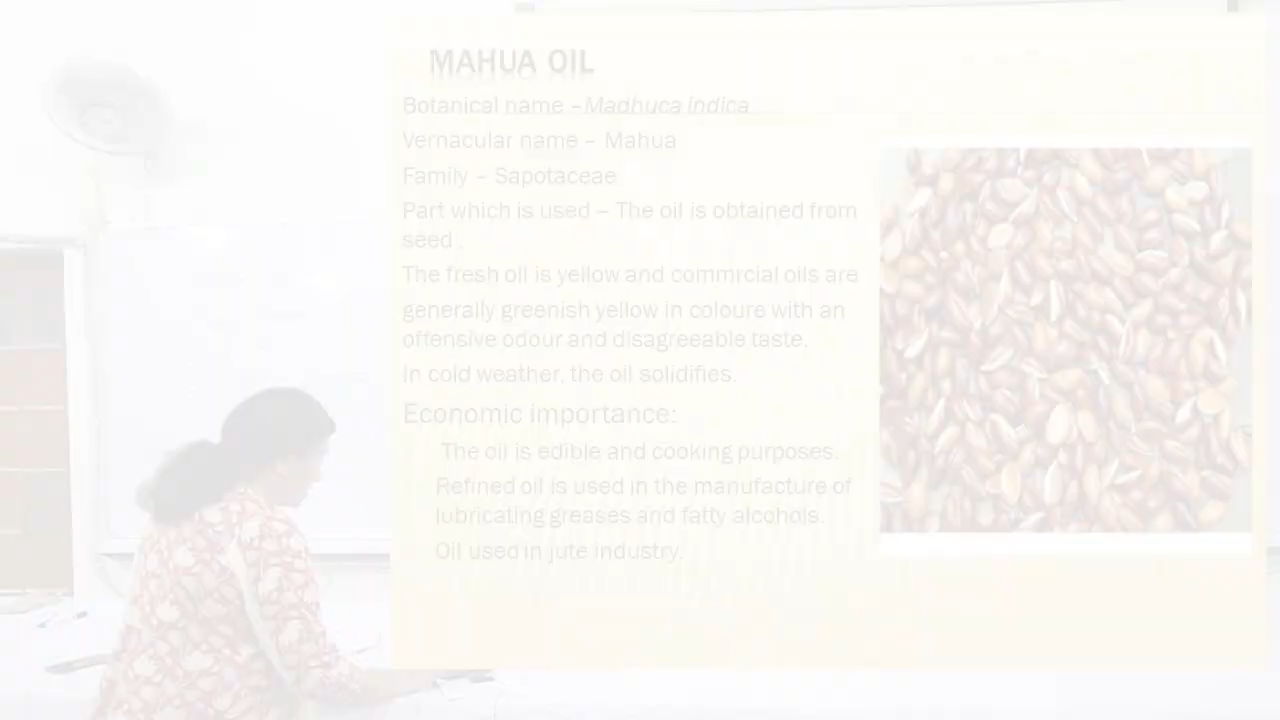 MAHUA OIL
Botanical name –Madhuca indica
Vernacular name – Mahua
Family – Sapotaceae
Part which is used – The oil is obtained from
seed .
The fresh oil is yellow and commrcial oils are
generally greenish yellow in coloure with an
offensive odour and disagreeable taste.
In cold weather, the oil solidifies.
Economic importance:
The oil is edible and cooking purposes.
Refined oil is used in the manufacture of
lubricating greases and fatty alcohols.
Oil used in jute industry.